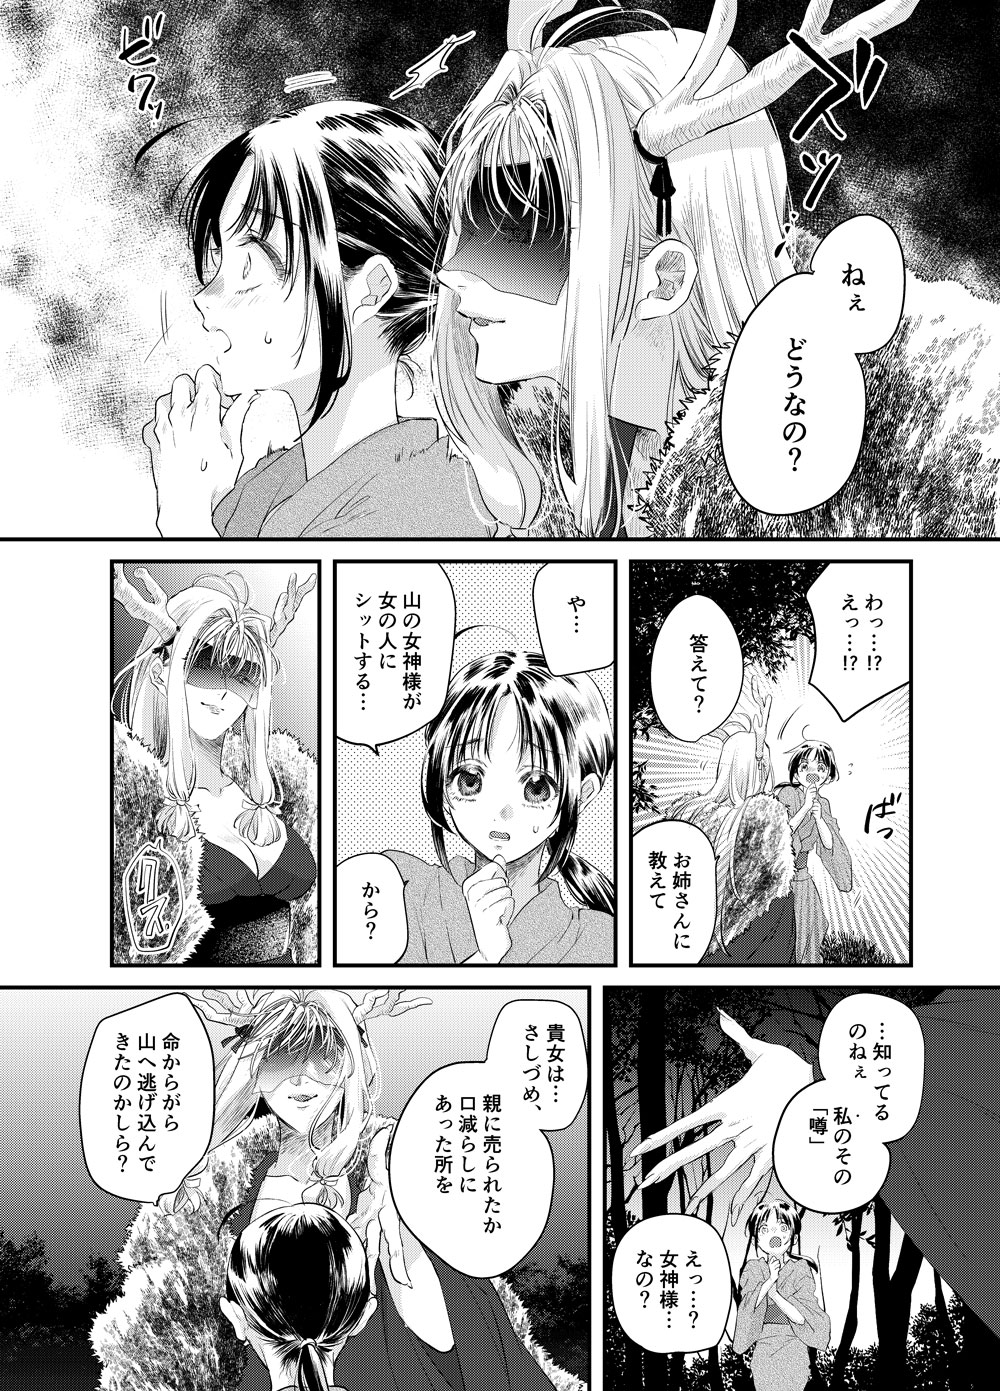 ズッ
ビクッ
ねぇ
どうなの？
わっ…!?
えっ…!?
答えて？
ばっ
お姉さんに
教えて
や…
山の女神様が
女の人に
シットする…
から？
クス
…知ってる
のねぇ
私のその
「噂」
えっ…？
女神様…
なの？
貴女は…
さしづめ、
親に売られたか
口減らしに
あった所を
命からがら
山へ逃げ込んで
きたのかしら？